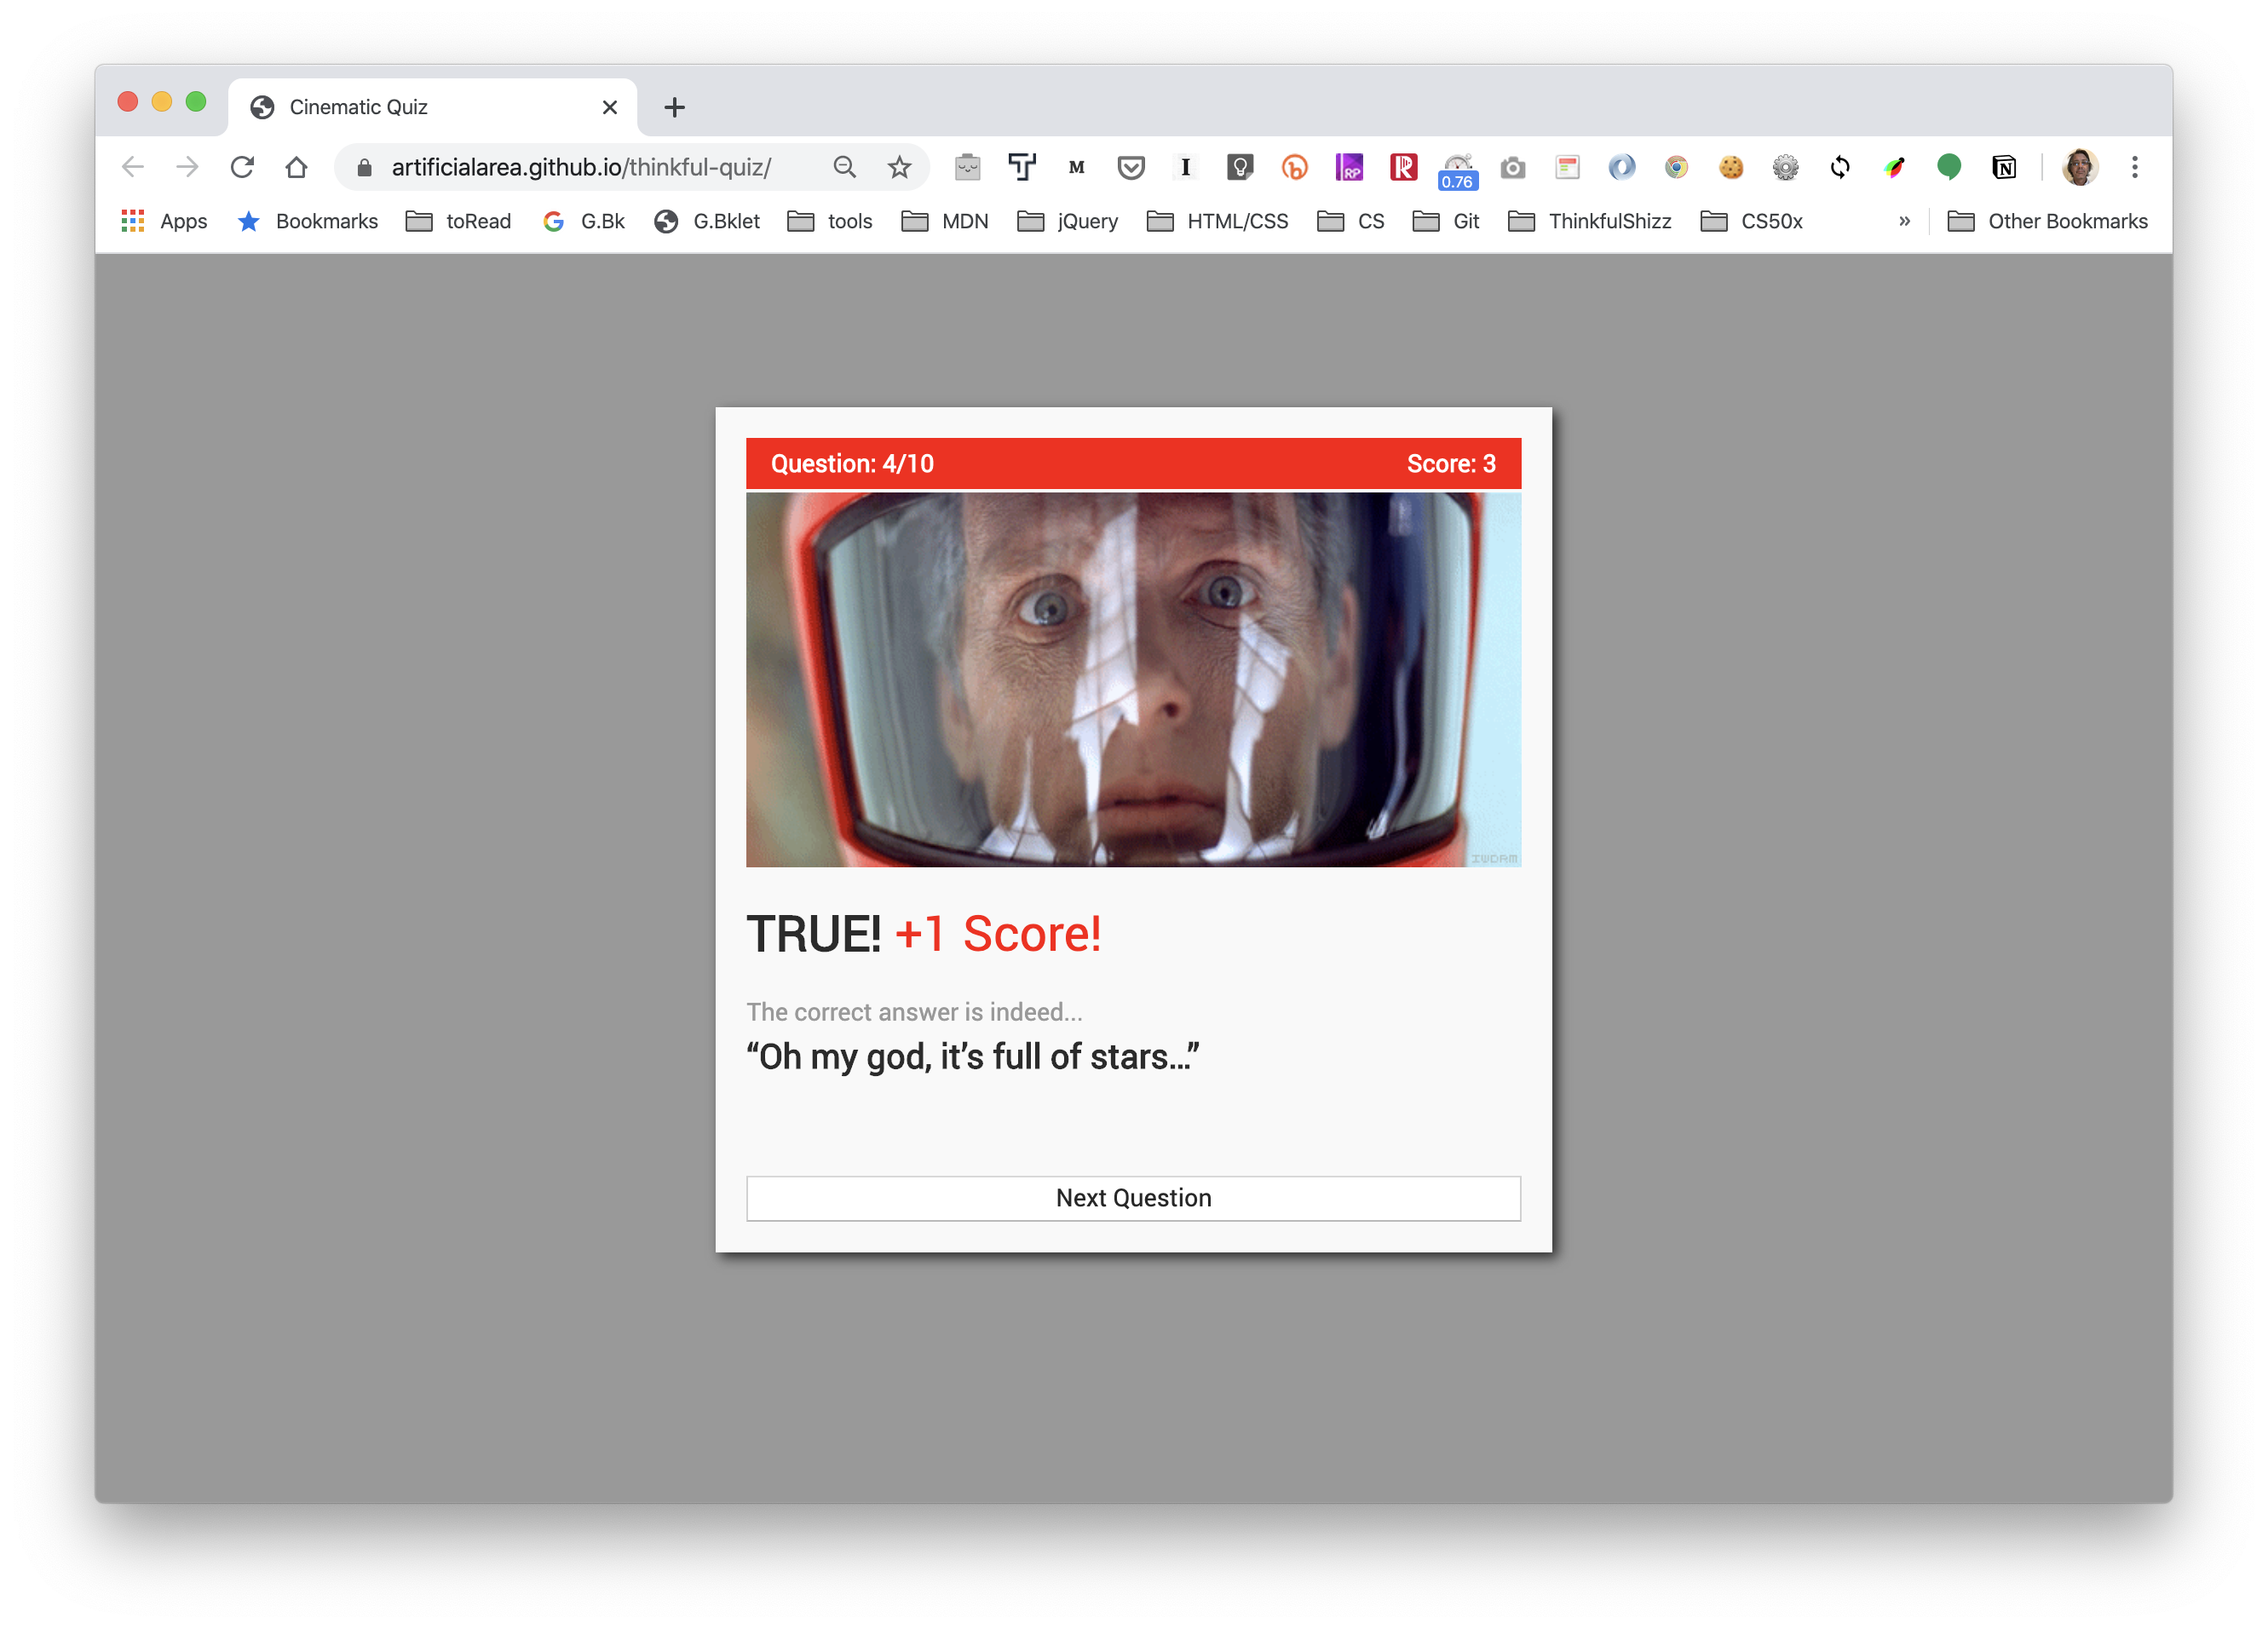 Cinematic Quiz
artificialarea.github.io/thinkful-quiz/
T M I RP R 0.76 N
Apps Bookmarks toRead G.Bk G.Bklet tools MDN jQuery HTML/CSS CS Git ThinkfulShizz CS50x » Other Bookmarks
Question: 4/10 Score: 3
IWDRM
TRUE! +1 Score!
The correct answer is indeed...
“Oh my god, it’s full of stars...”
Next Question